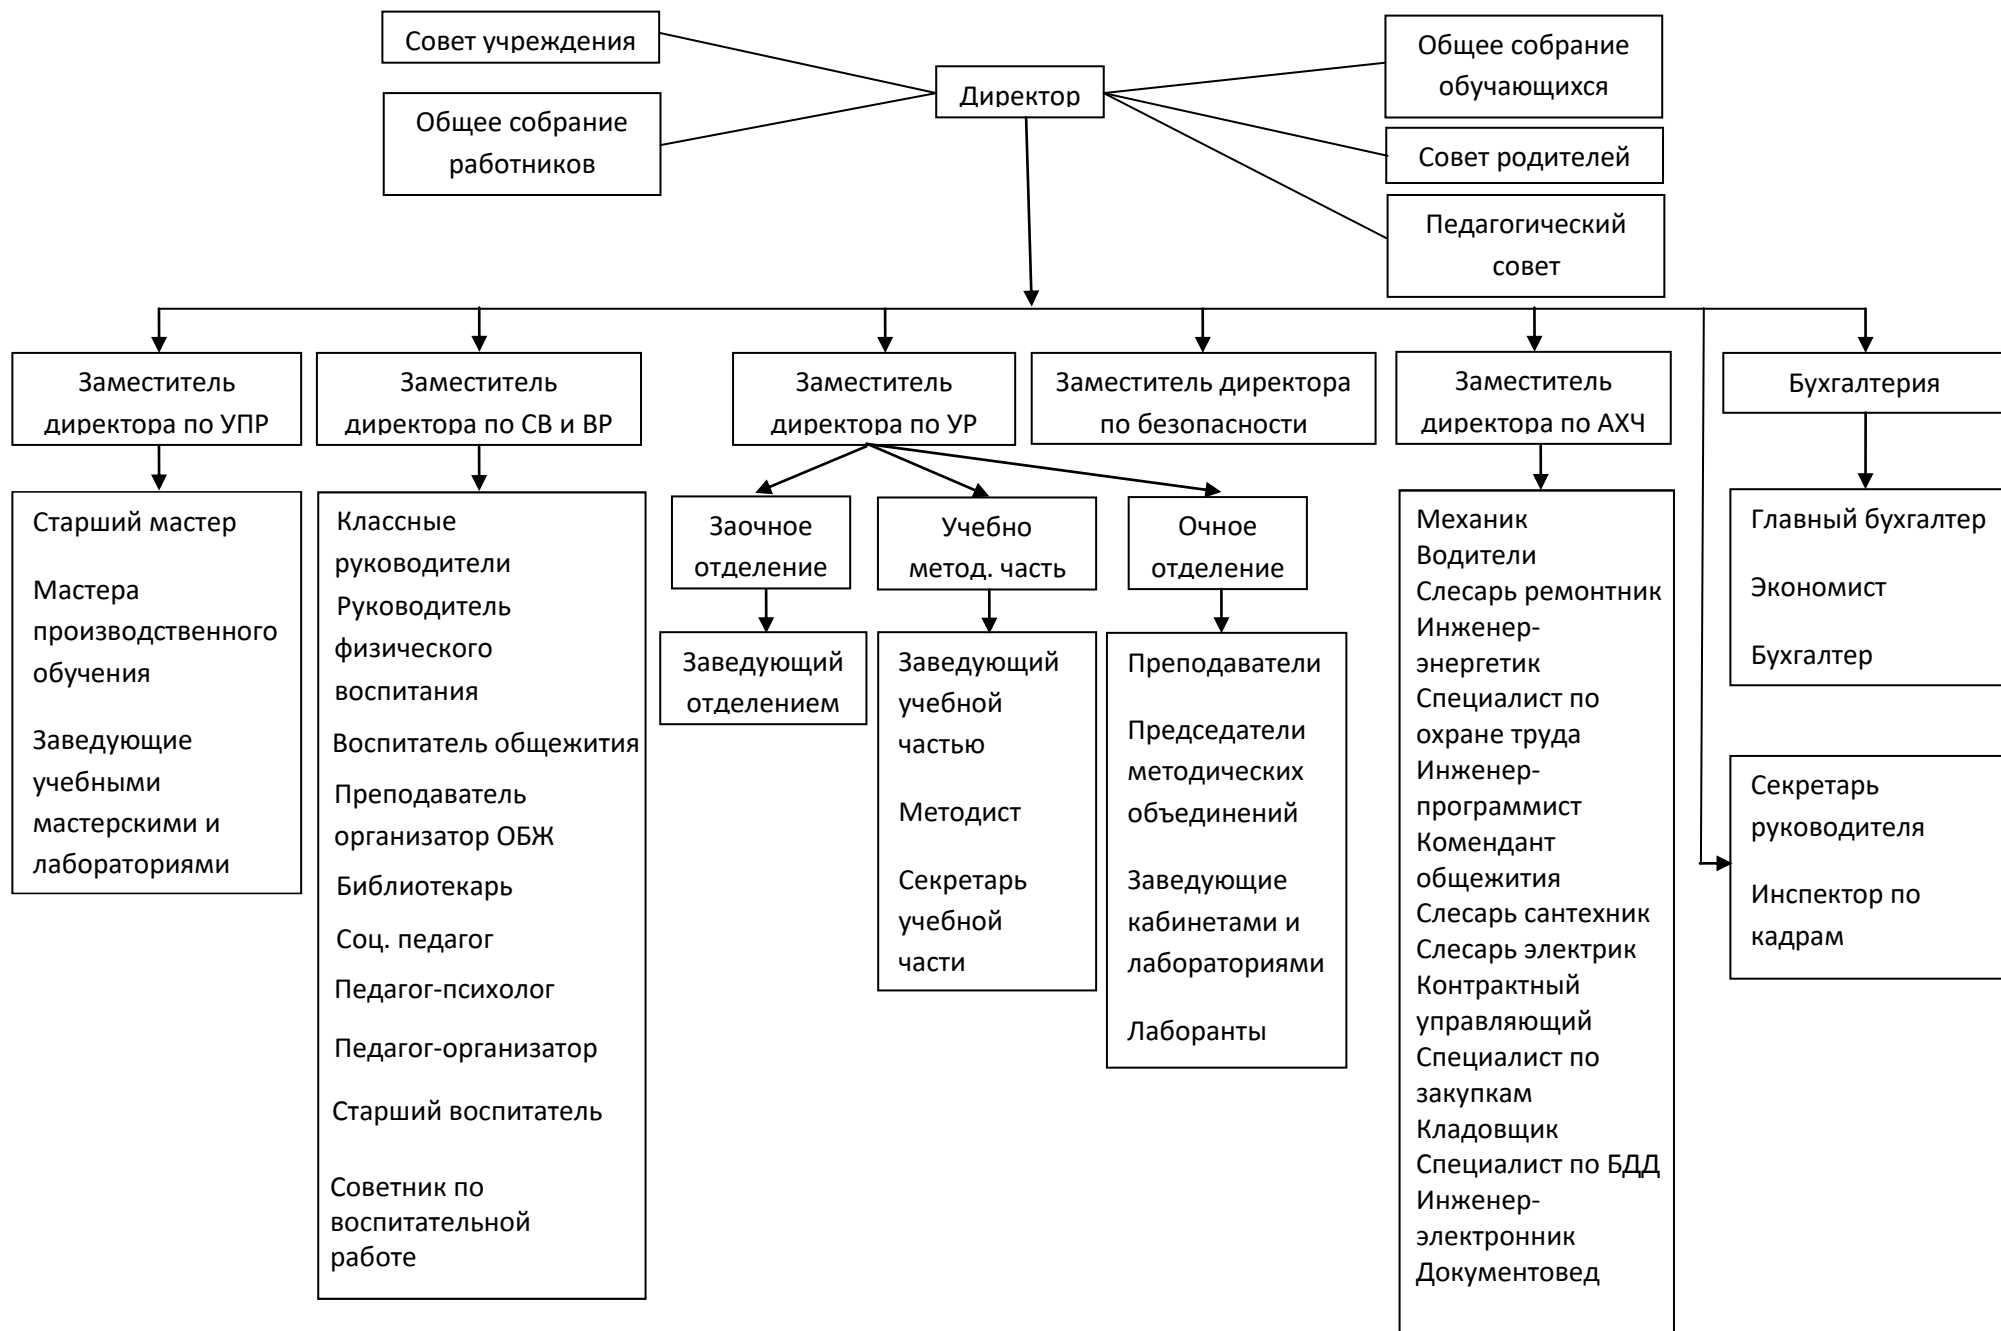 Совет учреждения
Общее собрание
работников
Директор
Общее собрание
обучающихся
Совет родителей
Педагогический
совет
Заместитель
директора по УПР
Заместитель
директора по СВ и ВР
Заместитель
директора по УР
Заместитель директора
по безопасности
Заместитель
директора по АХЧ
Бухгалтерия
Старший мастер
Мастера
производственного
обучения
Заведующие
учебными
мастерскими и
лабораториями
Классные
руководители
Руководитель
физического
воспитания
Воспитатель общежития
Преподаватель
организатор ОБЖ
Библиотекарь
Соц. педагог
Педагог-психолог
Педагог-организатор
Старший воспитатель
Советник по
воспитательной
работе
Заочное
отделение
Заведующий
отделением
Учебно
метод. часть
Заведующий
учебной
частью
Методист
Секретарь
учебной
части
Очное
отделение
Преподаватели
Председатели
методических
объединений
Заведующие
кабинетами и
лабораториями
Лаборанты
Механик
Водители
Слесарь ремонтник
Инженер-
энергетик
Специалист по
охране труда
Инженер-
программист
Комендант
общежития
Слесарь сантехник
Слесарь электрик
Контрактный
управляющий
Специалист по
закупкам
Кладовщик
Специалист по БДД
Инженер-
электронник
Документовед
Главный бухгалтер
Экономист
Бухгалтер
Секретарь
руководителя
Инспектор по
кадрам